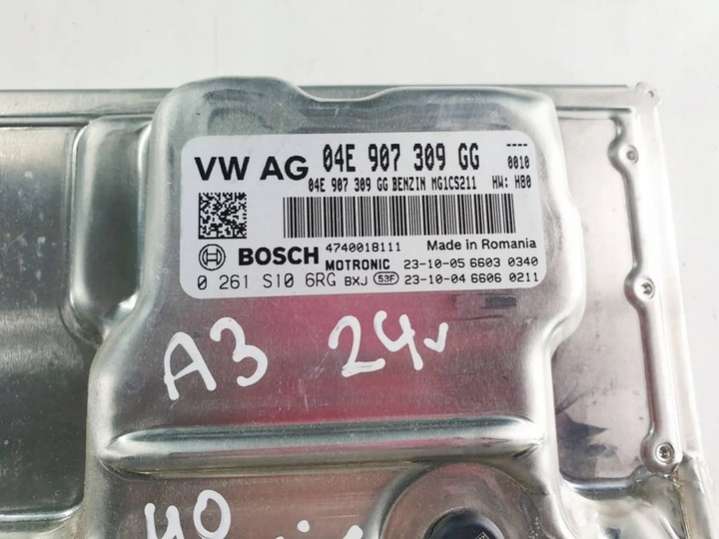 VW AG 04E 907 309 GG ----
04E 907 309 GG BENZIN MG1CS211 0010
HW: H80
BOSCH 4740018111 Made in Romania
MOTRONIC 23-10-05 6603 0340
0 261 S10 6RG BXJ 53F 23-10-04 6606 0211
A3 24v
40